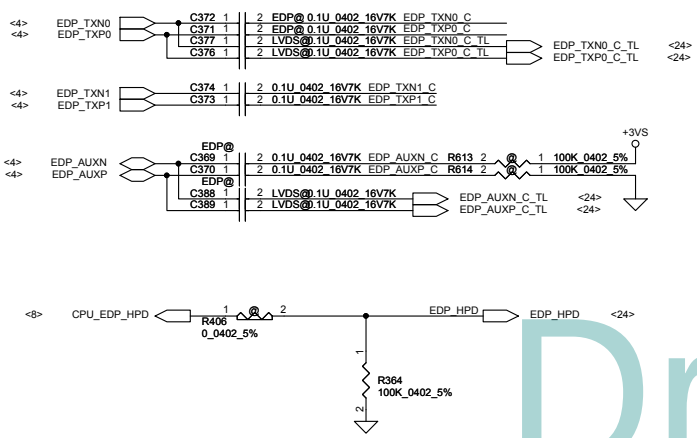 <4> EDP_TXN0 C372 1 2 EDP@ 0.1U_0402_16V7K EDP_TXN0_C
<4> EDP_TXP0 C371 1 2 EDP@ 0.1U_0402_16V7K EDP_TXP0_C
C377 1 2 LVDS@0.1U_0402_16V7K EDP_TXN0_C_TL EDP_TXN0_C_TL <24>
C376 1 2 LVDS@0.1U_0402_16V7K EDP_TXP0_C_TL EDP_TXP0_C_TL <24>
<4> EDP_TXN1 C374 1 2 0.1U_0402_16V7K EDP_TXN1_C
<4> EDP_TXP1 C373 1 2 0.1U_0402_16V7K EDP_TXP1_C
+3VS
EDP@
<4> EDP_AUXN C369 1 2 0.1U_0402_16V7K EDP_AUXN_C R613 2 @ 1 100K_0402_5%
<4> EDP_AUXP C370 1 2 0.1U_0402_16V7K EDP_AUXP_C R614 2 @ 1 100K_0402_5%
EDP@
C388 1 2 LVDS@0.1U_0402_16V7K EDP_AUXN_C_TL <24>
C389 1 2 LVDS@0.1U_0402_16V7K EDP_AUXP_C_TL <24>
<8> CPU_EDP_HPD 1 @ 2 EDP_HPD EDP_HPD <24>
R406
0_0402_5%
1
R364
100K_0402_5%
2
Dr